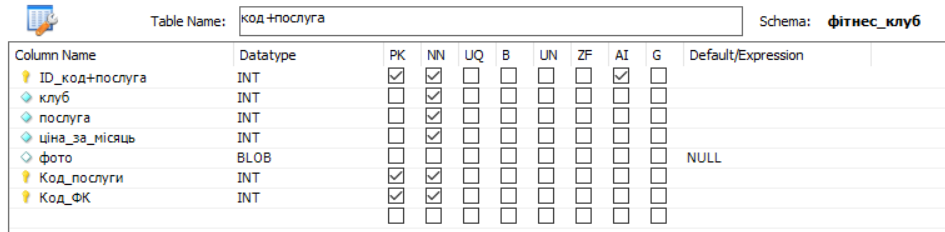 Table Name: код+послуга Schema: фітнес_клуб
Column Name Datatype PK NN UQ B UN ZF AI G Default/Expression
ID_код+послуга INT
клуб INT
послуга INT
ціна_за_місяць INT
фото BLOB NULL
Код_послуги INT
Код_ФК INT